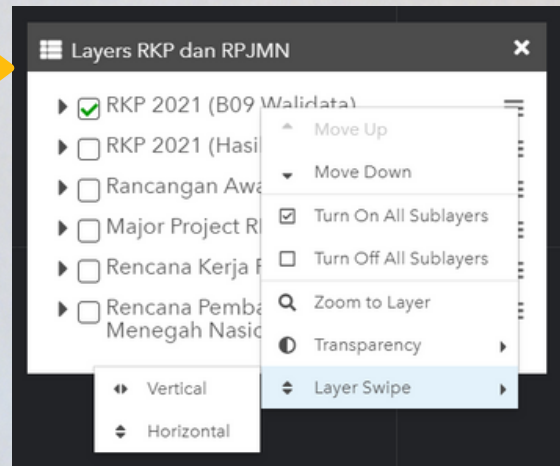 Layers RKP dan RPJMN
RKP 2021 (B09 Walidata)
RKP 2021 (Hasi
Rancangan Awa
Major Project R
Rencana Kerja
Rencana Pemba
Menegah Nasio
Move Up
Move Down
Turn On All Sublayers
Turn Off All Sublayers
Zoom to Layer
Transparency
Layer Swipe
Vertical
Horizontal